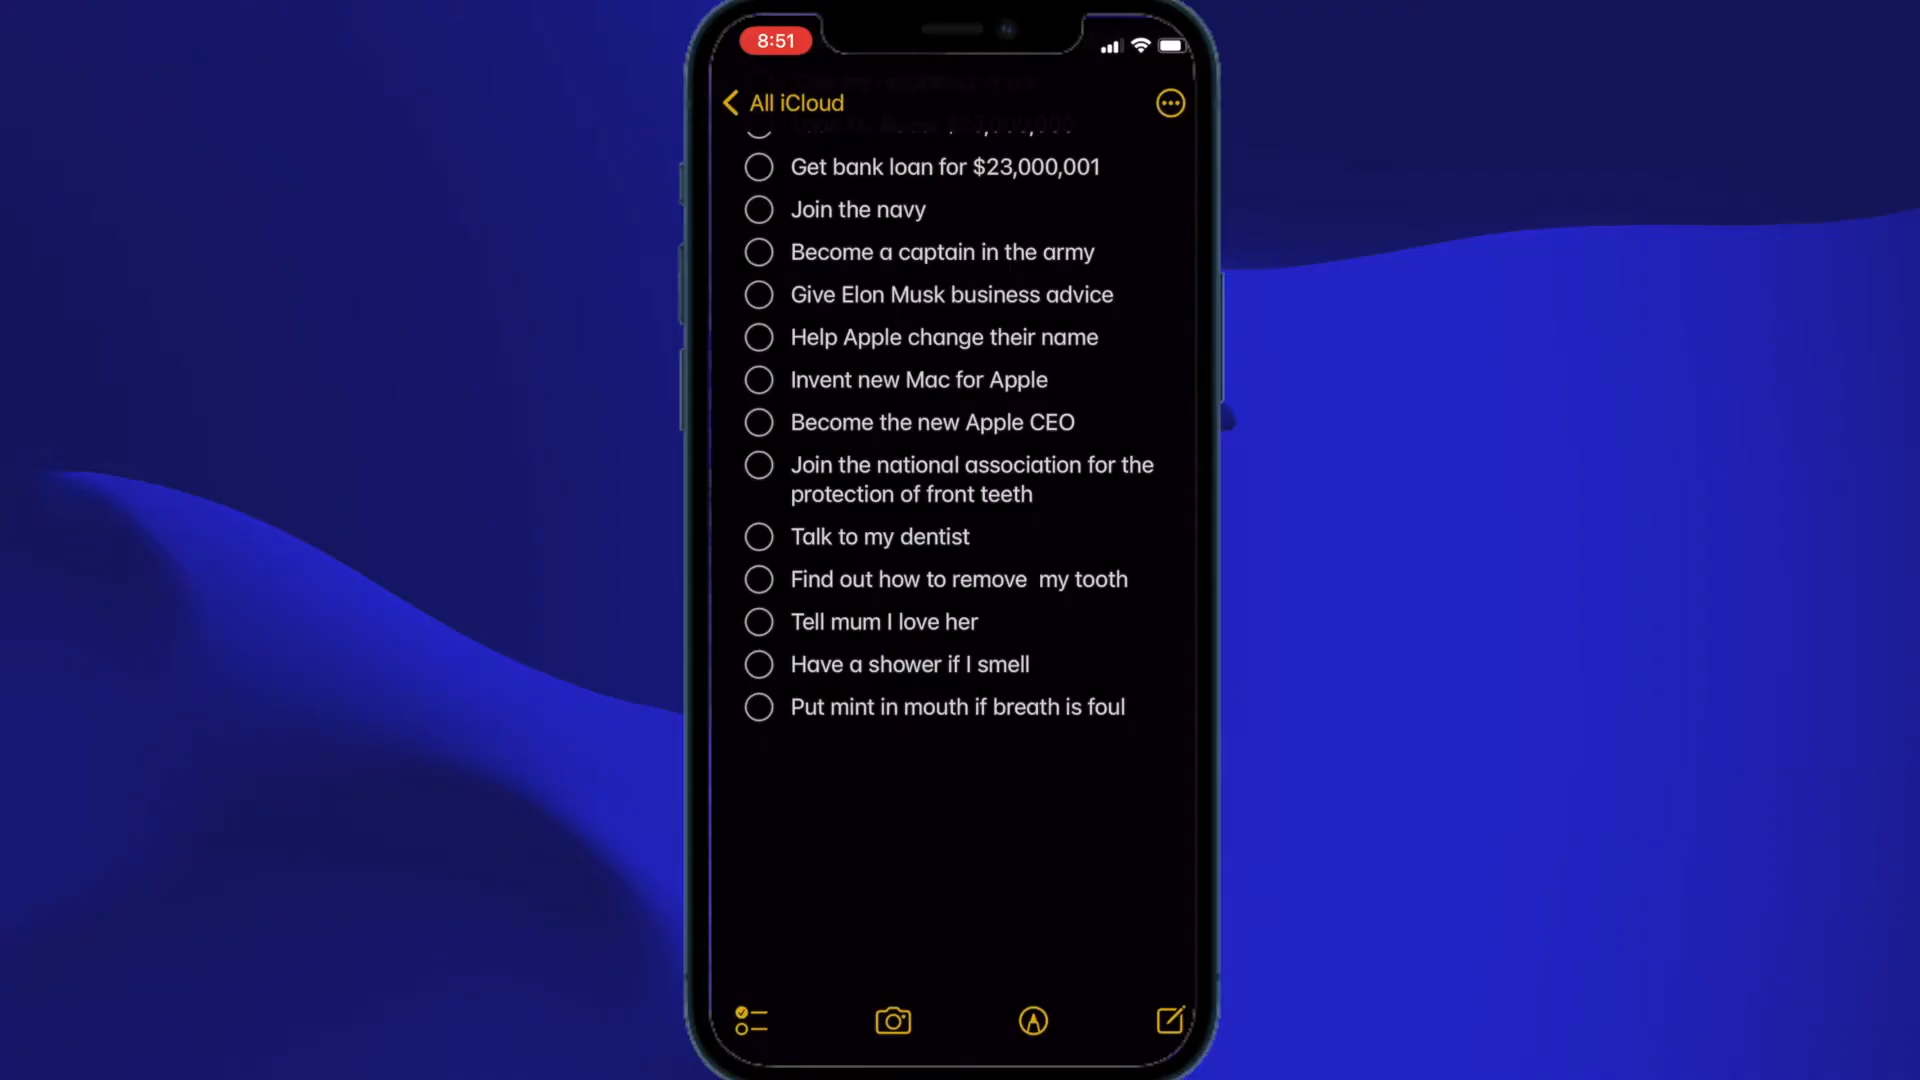 8:51
All iCloud
Get bank loan for $23,000,001
Join the navy
Become a captain in the army
Give Elon Musk business advice
Help Apple change their name
Invent new Mac for Apple
Become the new Apple CEO
Join the national association for the
protection of front teeth
Talk to my dentist
Find out how to remove  my tooth
Tell mum I love her
Have a shower if I smell
Put mint in mouth if breath is foul